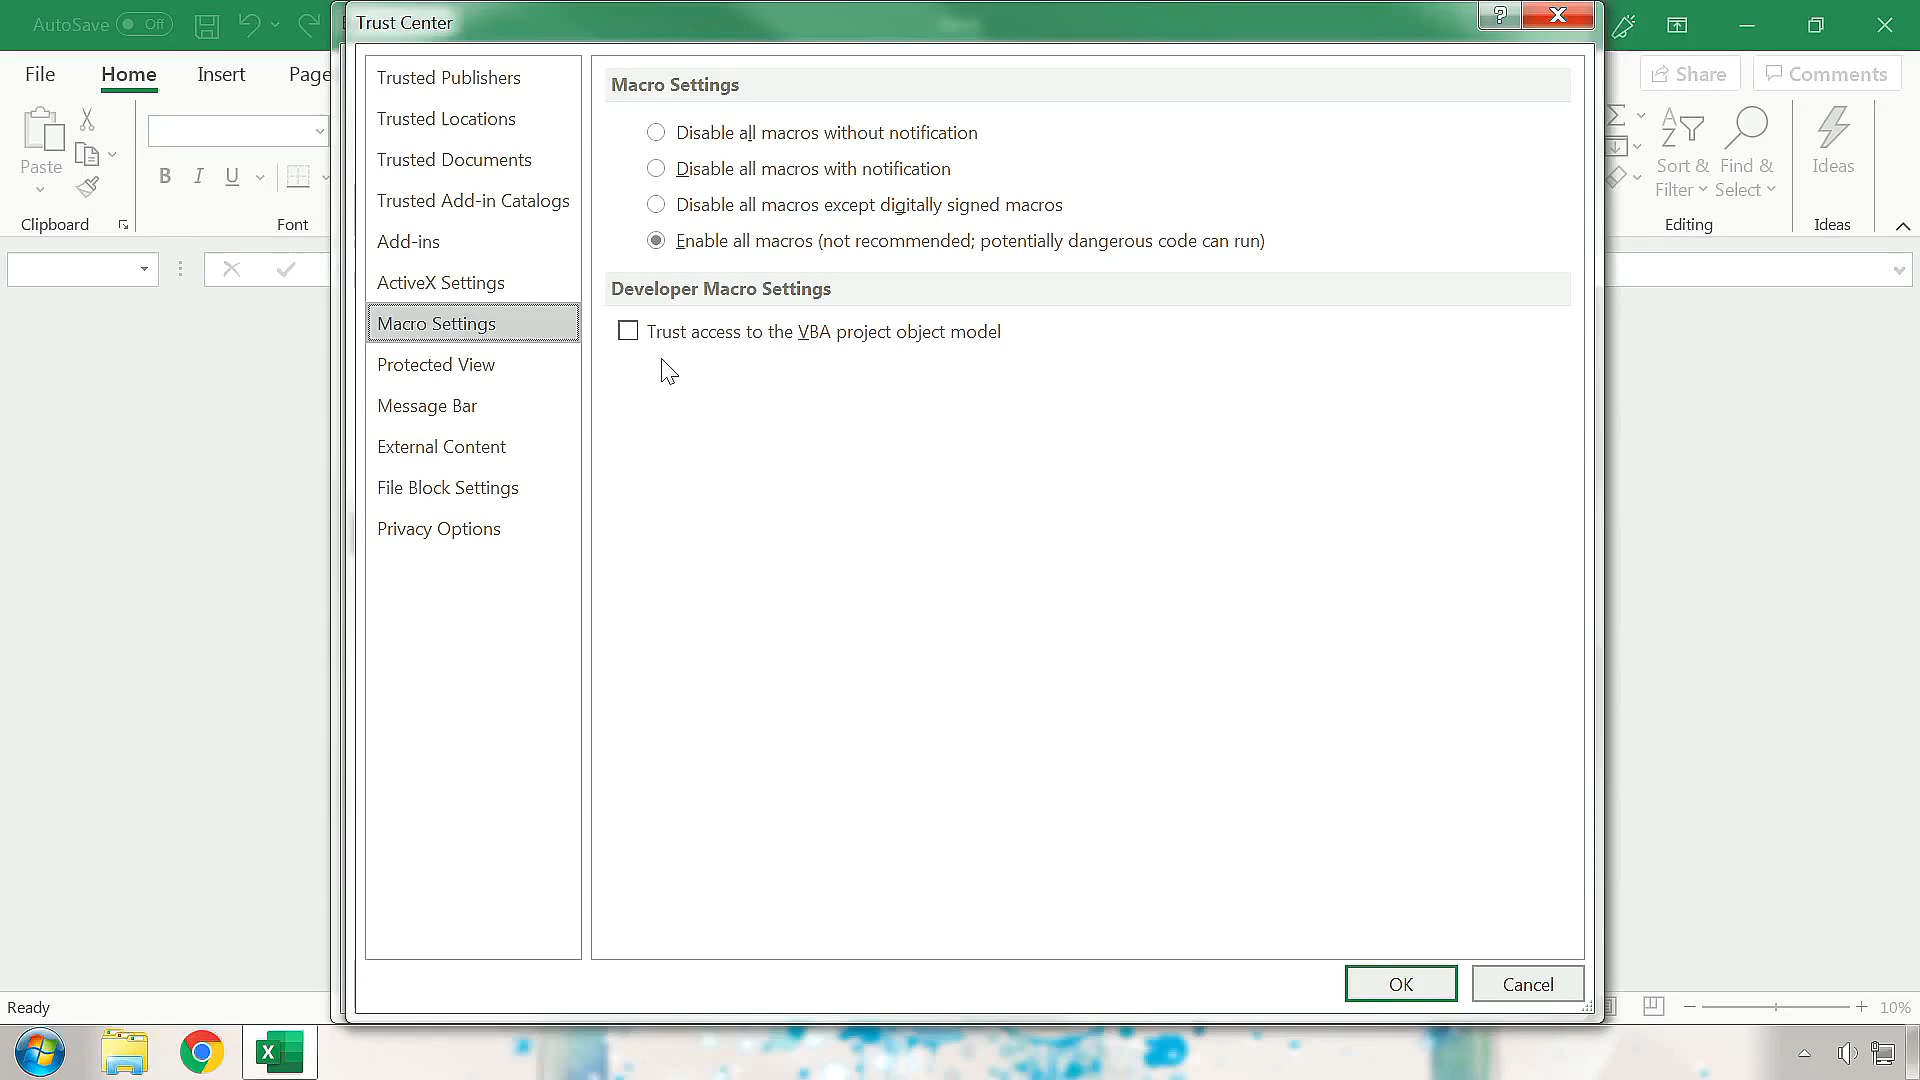 AutoSave Off
Trust Center
?
File Home Insert Page
Share Comments
Paste
B I U
Clipboard
Font
Sort & Filter
Find & Select
Ideas
Editing
Ideas
Trusted Publishers
Trusted Locations
Trusted Documents
Trusted Add-in Catalogs
Add-ins
ActiveX Settings
Macro Settings
Protected View
Message Bar
External Content
File Block Settings
Privacy Options
Macro Settings
Disable all macros without notification
Disable all macros with notification
Disable all macros except digitally signed macros
Enable all macros (not recommended; potentially dangerous code can run)
Developer Macro Settings
Trust access to the VBA project object model
OK Cancel
Ready
10%